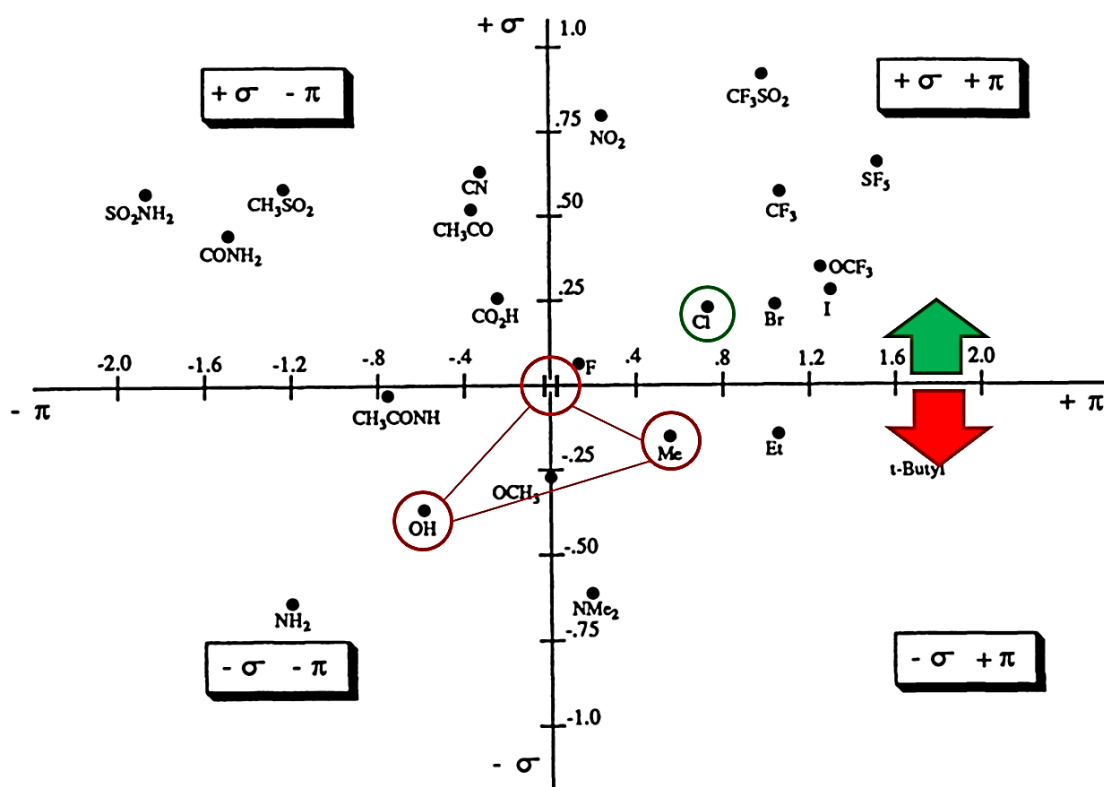 + σ
1.0
+ σ - π
+ σ + π
CF₃SO₂
.75
NO₂
SF₅
CN
CH₃SO₂
CF₃
SO₂NH₂
.50
CH₃CO
CONH₂
OCF₃
.25
I
CO₂H
Cl
Br
F
-2.0 -1.6 -1.2 -.8 -.4 .4 .8 1.2 1.6 2.0
- π
H
+ π
CH₃CONH
Me
Et
-.25
t-Butyl
OCH₃
OH
-.50
NH₂
NMe₂
-.75
- σ - π
- σ + π
-1.0
- σ